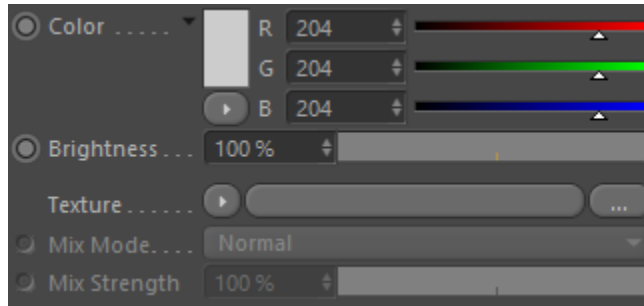 Color ..... R 204
G 204
B 204
Brightness... 100 %
Texture...... ...
Mix Mode.... Normal
Mix Strength 100 %